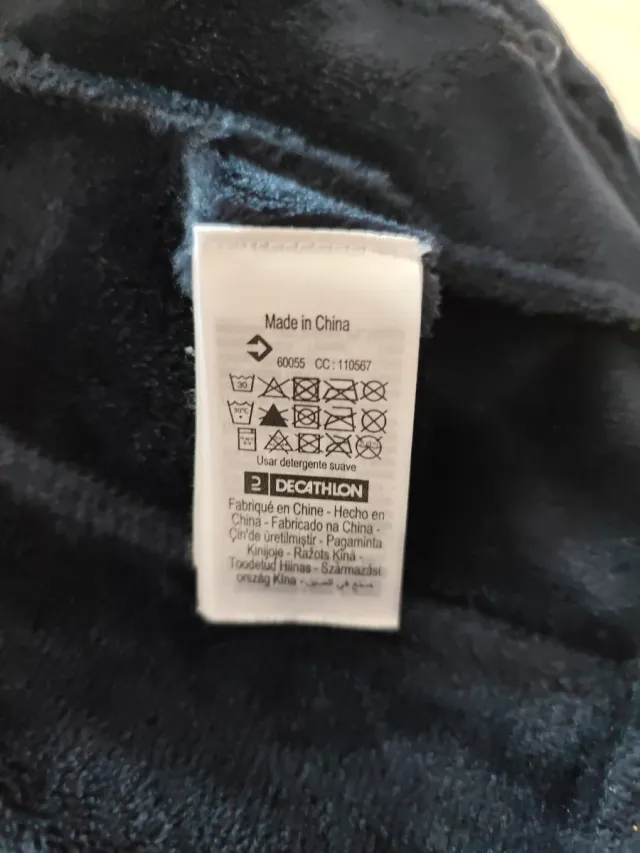 Made in China
60055 CC : 110567
30
30°C
Usar detergente suave
DECATHLON
Fabriqué en Chine - Hecho en
China - Fabricado na China -
Çin'de üretilmiştir - Pagaminta
Kinijoje - Ražots Ķīnā -
Toodetud Hiinas - Származási
ország Kína - صنع في الصين -